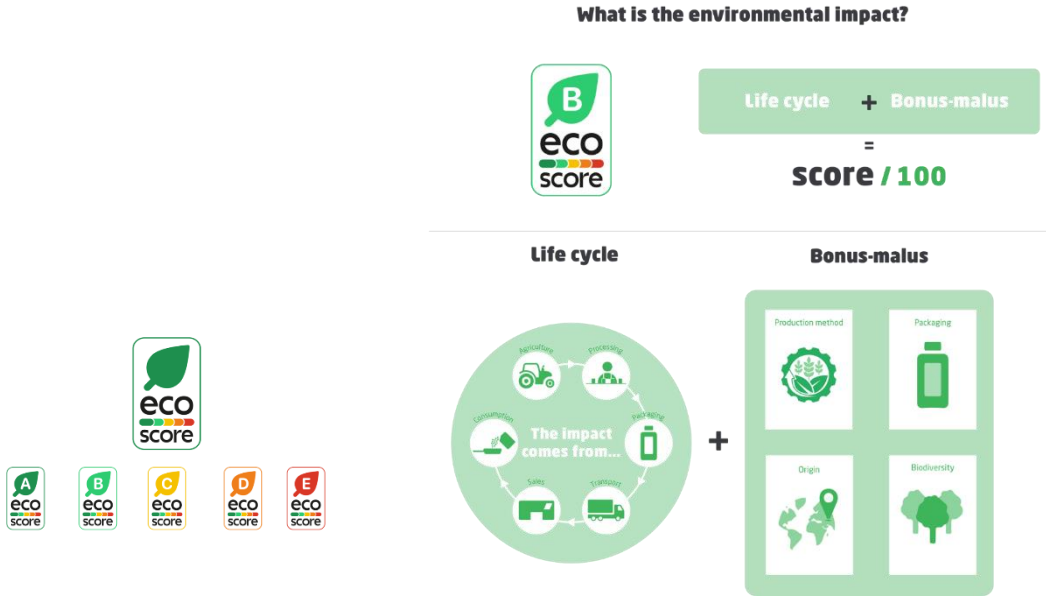 What is the environmental impact?
B
eco
score
Life cycle + Bonus-malus
=
score / 100
Life cycle
Bonus-malus
Agriculture
Processing
Packaging
Transport
Sales
Consumption
The impact
comes from...
+
Production method
Packaging
Origin
Biodiversity
eco
score
A
eco
score
B
eco
score
C
eco
score
D
eco
score
E
eco
score